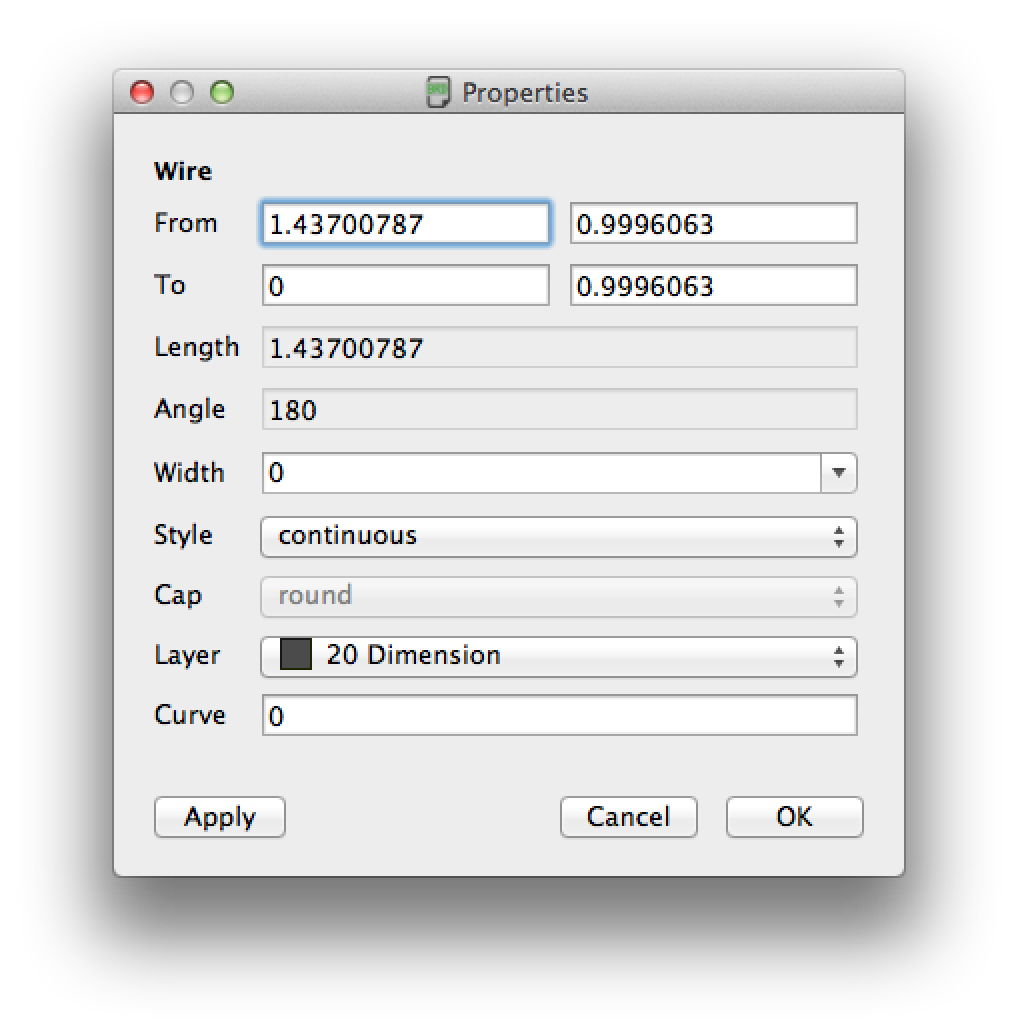 Properties
Wire
From 1.43700787 0.9996063
To 0 0.9996063
Length 1.43700787
Angle 180
Width 0
Style continuous
Cap round
Layer 20 Dimension
Curve 0
Apply Cancel OK